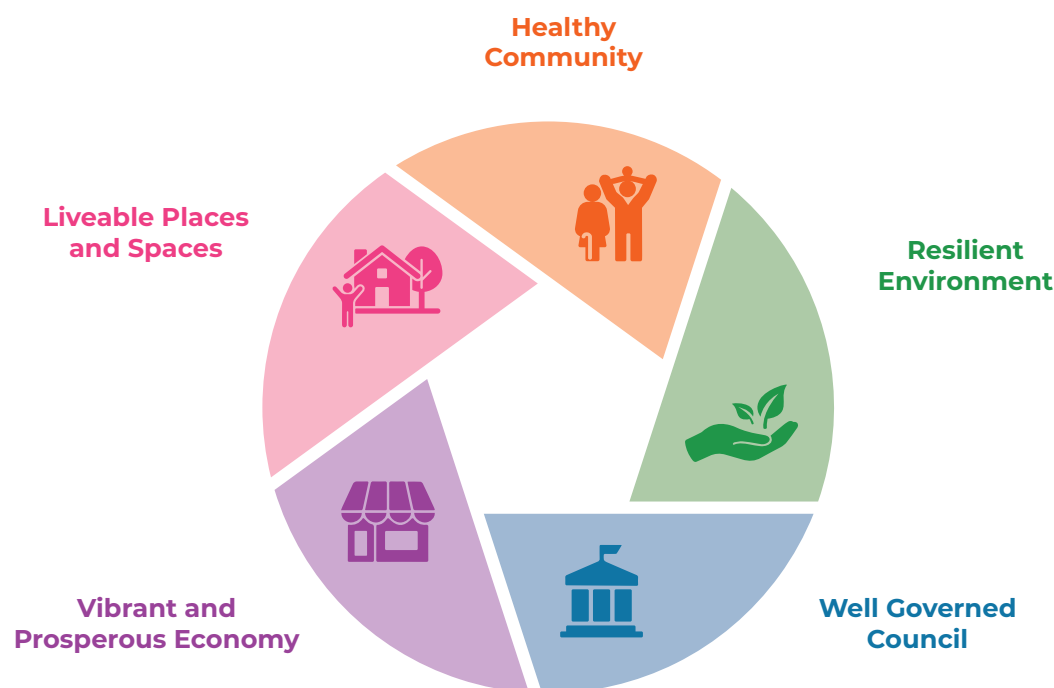 Healthy
Community
Liveable Places
and Spaces
Resilient
Environment
Vibrant and
Prosperous Economy
Well Governed
Council